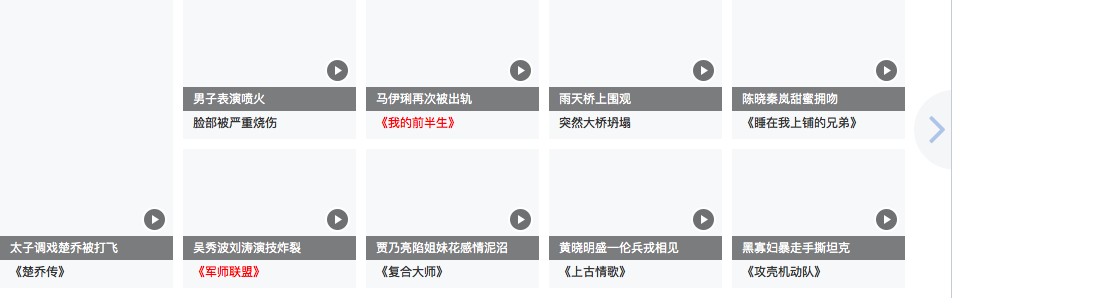 男子表演喷火
脸部被严重烧伤
马伊琍再次被出轨
《我的前半生》
雨天桥上围观
突然大桥坍塌
陈晓秦岚甜蜜拥吻
《睡在我上铺的兄弟》
太子调戏楚乔被打飞
《楚乔传》
吴秀波刘涛演技炸裂
《军师联盟》
贾乃亮陷姐妹花感情泥沼
《复合大师》
黄晓明盛一伦兵戎相见
《上古情歌》
黑寡妇暴走手撕坦克
《攻壳机动队》